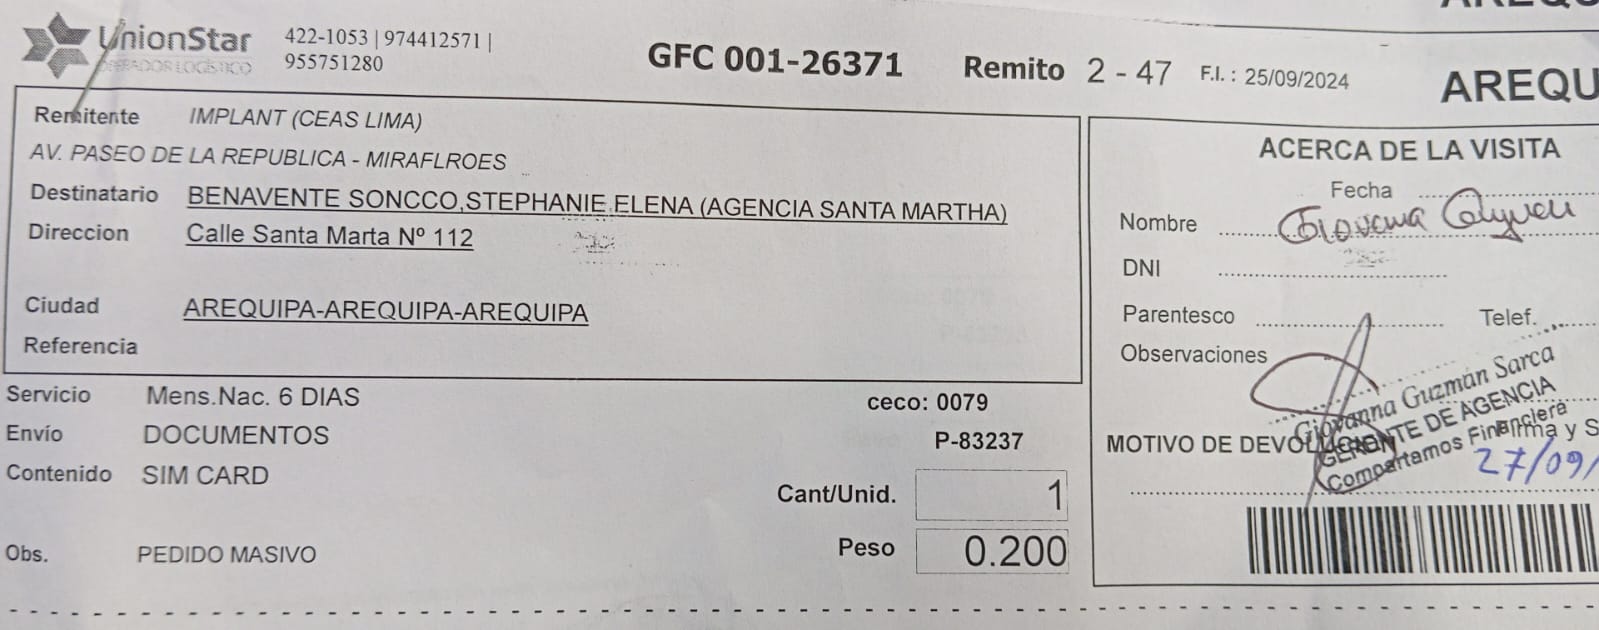 AREQU
UnionStar
OPERADOR LOGÍSTICO
422-1053 | 974412571 |
955751280
GFC 001-26371
Remito 2 - 47
F.I. : 25/09/2024
AREQU
Remitente IMPLANT (CEAS LIMA)
AV. PASEO DE LA REPUBLICA - MIRAFLROES
Destinatario BENAVENTE SONCCO,STEPHANIE ELENA (AGENCIA SANTA MARTHA)
Direccion Calle Santa Marta Nº 112
Ciudad AREQUIPA-AREQUIPA-AREQUIPA
Referencia
Servicio Mens.Nac. 6 DIAS
ceco: 0079
Envío DOCUMENTOS
P-83237
Contenido SIM CARD
Cant/Unid. 1
Peso 0.200
Obs. PEDIDO MASIVO
ACERCA DE LA VISITA
Fecha
Nombre
DNI
Parentesco Telef.
Observaciones
Giovanna Guzmán Sarca
GERENTE DE AGENCIA
Compartamos Financiera
MOTIVO DE DEVOLU
Firma y S
27/09/